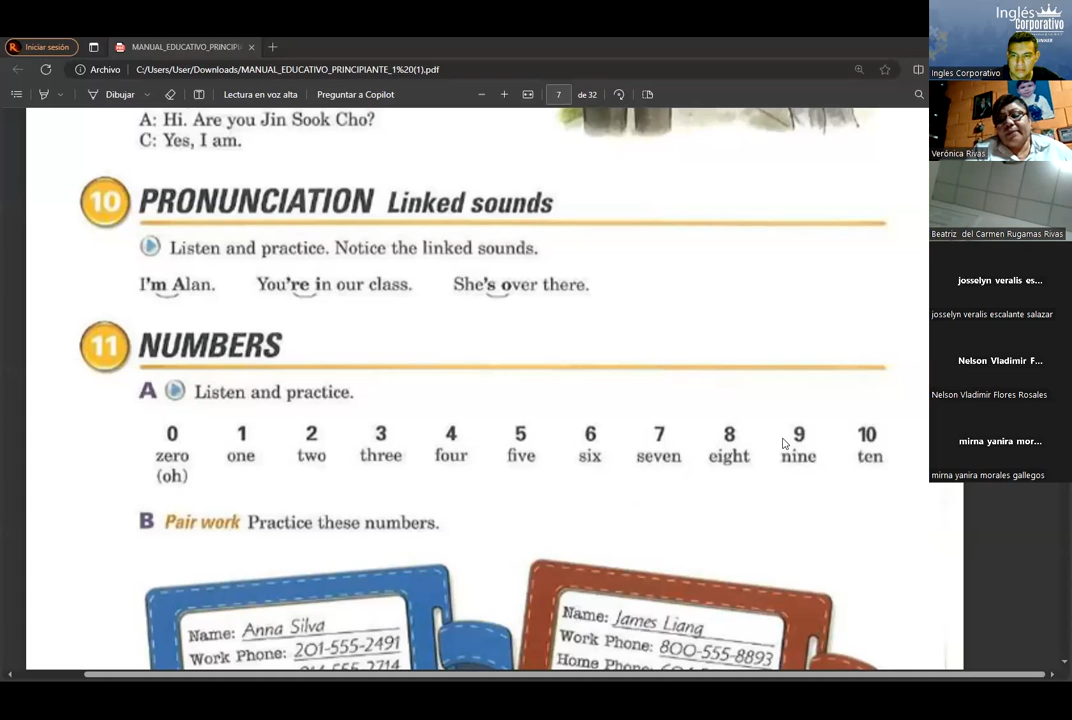 Iniciar sesión
MANUAL_EDUCATIVO_PRINCIPI
Archivo
C:/Users/User/Downloads/MANUAL_EDUCATIVO_PRINCIPIANTE_1%20(1).pdf
Dibujar
Lectura en voz alta
Preguntar a Copilot
7
de 32
A: Hi. Are you Jin Sook Cho?
C: Yes, I am.
10 PRONUNCIATION Linked sounds
Listen and practice. Notice the linked sounds.
I'm Alan. You're in our class. She's over there.
11 NUMBERS
A Listen and practice.
0 1 2 3 4 5 6 7 8 9 10
zero one two three four five six seven eight nine ten
(oh)
B Pair work Practice these numbers.
Name: Anna Silva
Work Phone: 201-555-2491
Name: James Liang
Work Phone: 800-555-8893
Home Phone:
Inglés
Corporativo
Ingles Corporativo
Verónica Rivas
Beatriz del Carmen Rugamas Rivas
josselyn veralis es...
josselyn veralis escalante salazar
Nelson Vladimir F...
Nelson Vladimir Flores Rosales
mirna yanira mor...
mirna yanira morales gallegos